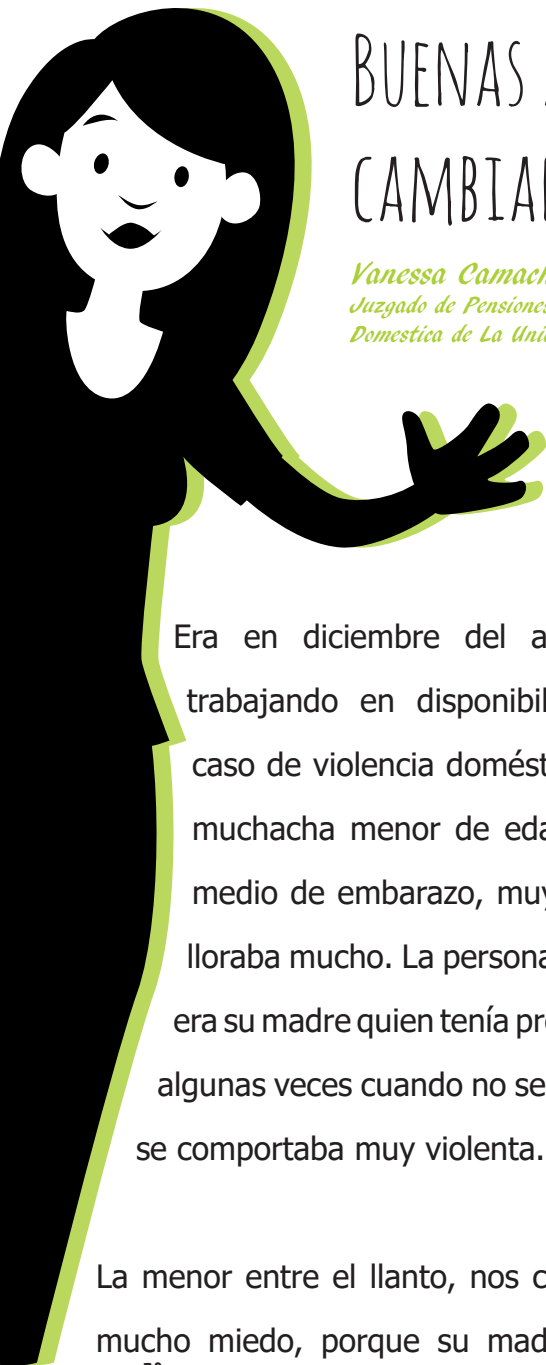 BUENAS
CAMBIA
Vanessa Camach
Juzgado de Pensiones
Domestica de La Uni
Era en diciembre del a
trabajando en disponibil
caso de violencia domést
muchacha menor de eda
medio de embarazo, muy
lloraba mucho. La persona
era su madre quien tenía pr
algunas veces cuando no se
se comportaba muy violenta.
La menor entre el llanto, nos c
mucho miedo, porque su mad